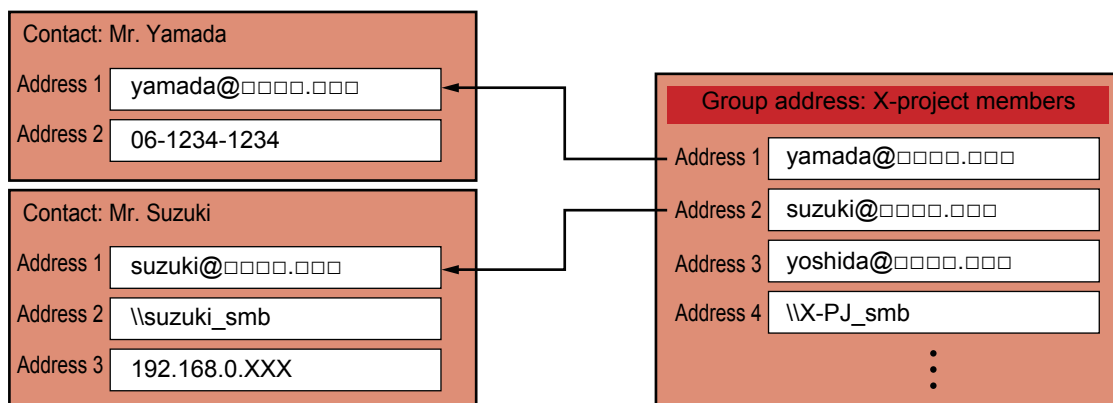 Contact: Mr. Yamada
Address 1 yamada@□□□□.□□□
Address 2 06-1234-1234
Contact: Mr. Suzuki
Address 1 suzuki@□□□□.□□□
Address 2 \\suzuki_smb
Address 3 192.168.0.XXX
Group address: X-project members
Address 1 yamada@□□□□.□□□
Address 2 suzuki@□□□□.□□□
Address 3 yoshida@□□□□.□□□
Address 4 \\X-PJ_smb